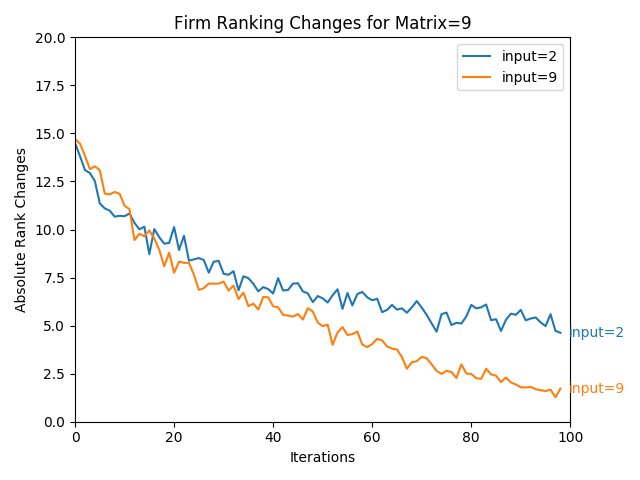 Firm Ranking Changes for Matrix=9
20.0
17.5
15.0
12.5
10.0
7.5
5.0
2.5
0.0
Absolute Rank Changes
input=2
input=9
input=2
input=9
0 20 40 60 80 100
Iterations